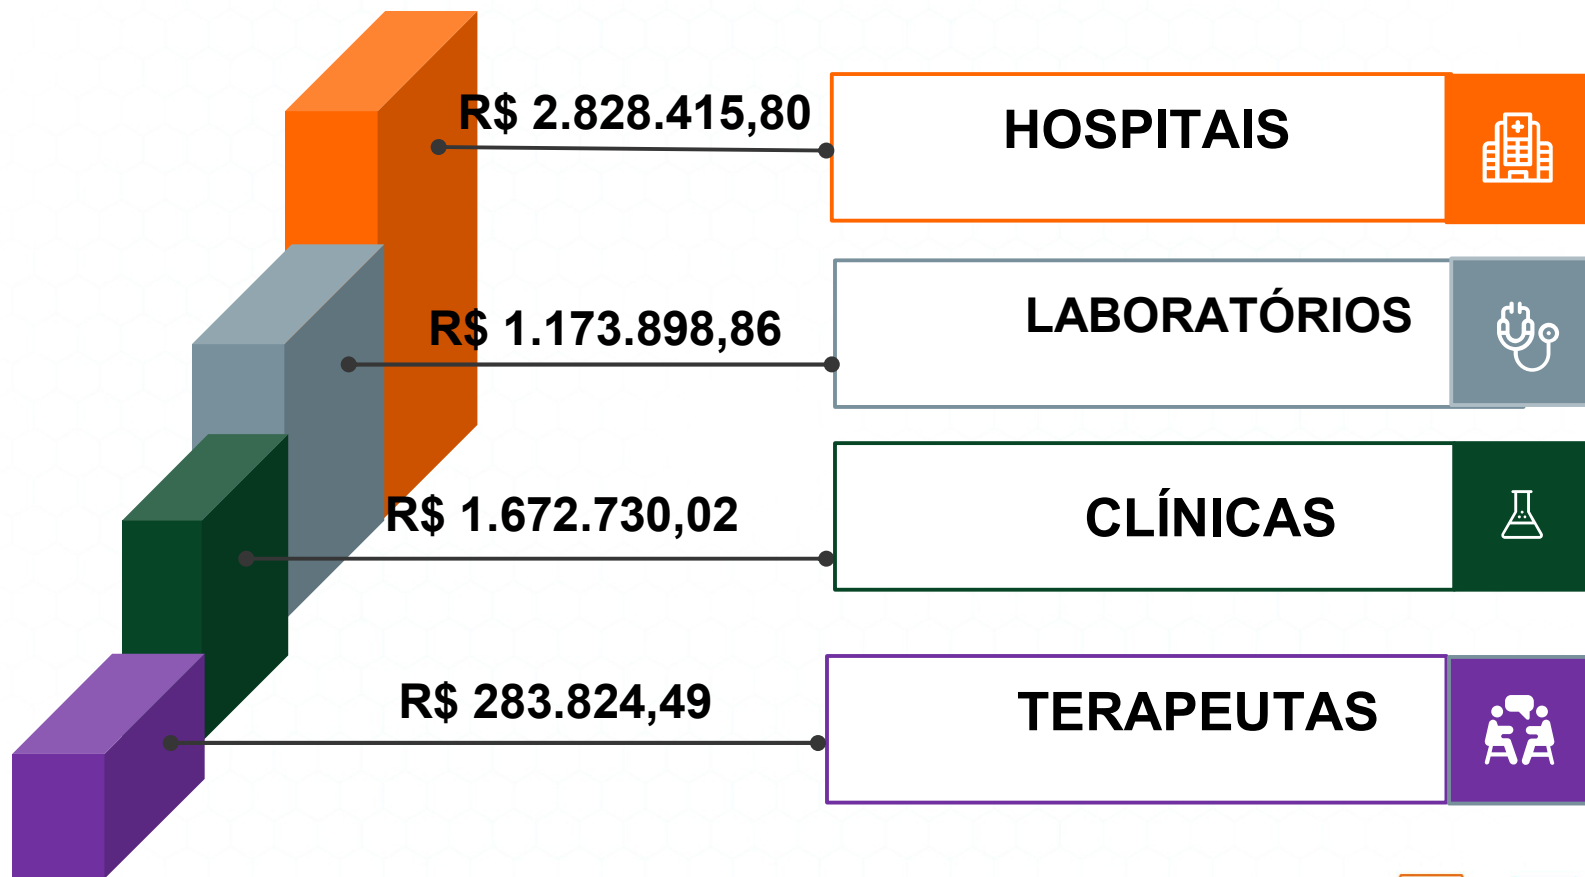 R$ 2.828.415,80
HOSPITAIS
R$ 1.173.898,86
LABORATÓRIOS
R$ 1.672.730,02
CLÍNICAS
R$ 283.824,49
TERAPEUTAS